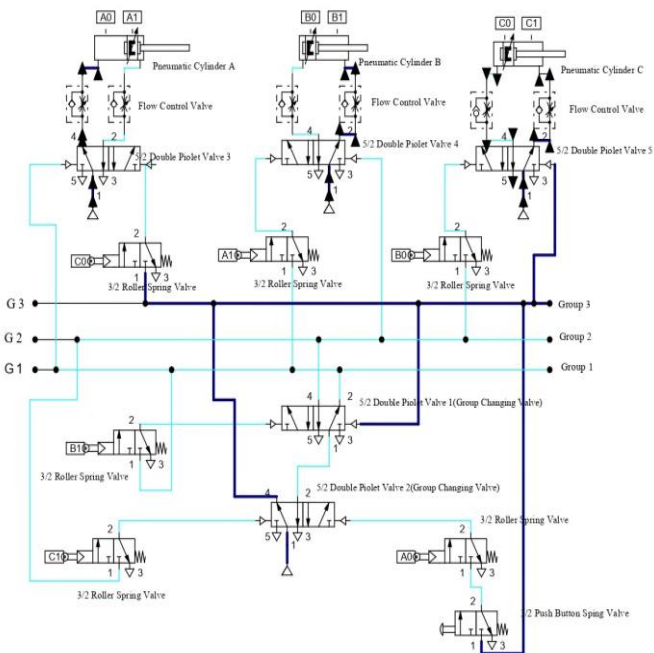 A0 A1
B0 B1
C0 C1
Pneumatic Cylinder A
Pneumatic Cylinder B
Pneumatic Cylinder C
Flow Control Valve
Flow Control Valve
Flow Control Valve
4 2
4 2
4 2
5/2 Double Piolet Valve 3
5/2 Double Piolet Valve 4
5/2 Double Piolet Valve 5
5 3
1
5 3
1
5 3
1
2
2
2
C0
A1
B0
1 3
1 3
1 3
3/2 Roller Spring Valve
3/2 Roller Spring Valve
3/2 Roller Spring Valve
G 3
Group 3
G 2
Group 2
G1
Group 1
4 2
5/2 Double Piolet Valve 1(Group Changing Valve)
2
B1
5 3
1
1 3
3/2 Roller Spring Valve
5/2 Double Piolet Valve 2(Group Changing Valve)
4 2
2
3/2 Roller Spring Valve
2
5 3
1
C1
A0
1 3
1 3
3/2 Roller Spring Valve
2
/2 Push Button Sping Valve
1 3